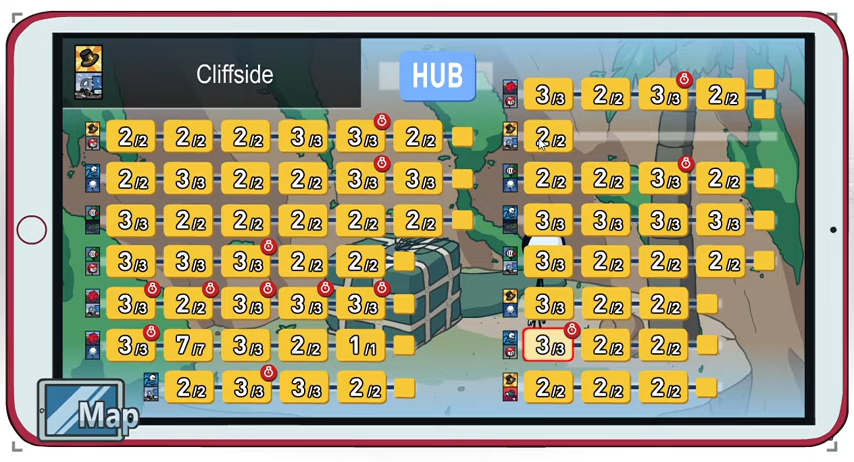 Cliffside
HUB
2/2 2/2 2/2 3/3 3/3 2/2
2/2 3/3 2/2 2/2 3/3 3/3
3/3 2/2 2/2 2/2 2/2 2/2
3/3 3/3 3/3 2/2 2/2
3/3 2/2 3/3 3/3 3/3
3/3 7/7 3/3 2/2 1/1
2/2 3/3 3/3 2/2
3/3 2/2 3/3 2/2
2/2
2/2 2/2 3/3 2/2
3/3 3/3 3/3 3/3
3/3 2/2 2/2 2/2
3/3 2/2 2/2
3/3 2/2 2/2
2/2 2/2 2/2
Map